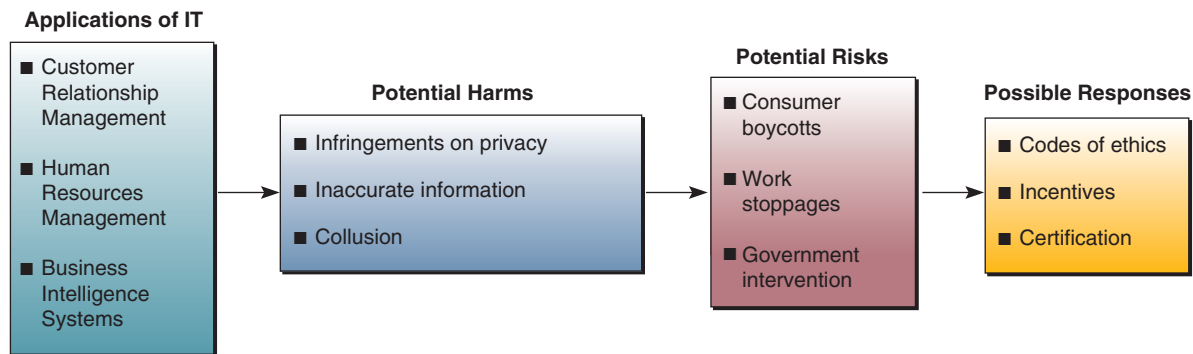 Applications of IT
■ Customer
Relationship
Management
■ Human
Resources
Management
■ Business
Intelligence
Systems
Potential Harms
■ Infringements on privacy
■ Inaccurate information
■ Collusion
Potential Risks
■ Consumer
boycotts
■ Work
stoppages
■ Government
intervention
Possible Responses
■ Codes of ethics
■ Incentives
■ Certification